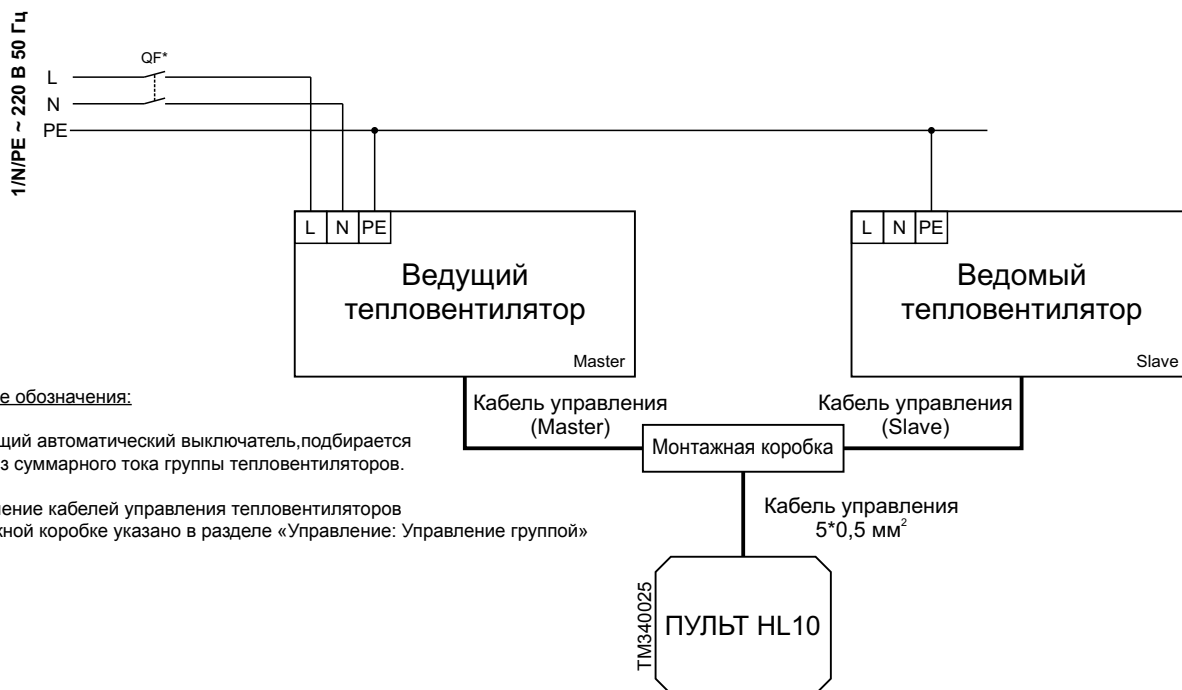 1/N/PE ~ 220 В 50 Гц
QF*
L
N
PE
L N PE
Ведущий
тепловентилятор
Master
L N PE
Ведомый
тепловентилятор
Slave
е обозначения:
щий автоматический выключатель,подбирается
з суммарного тока группы тепловентиляторов.
ение кабелей управления тепловентиляторов
жной коробке указано в разделе «Управление: Управление группой»
Кабель управления
(Master)
Кабель управления
(Slave)
Монтажная коробка
Кабель управления
5*0,5 мм²
TM340025
ПУЛЬТ HL10